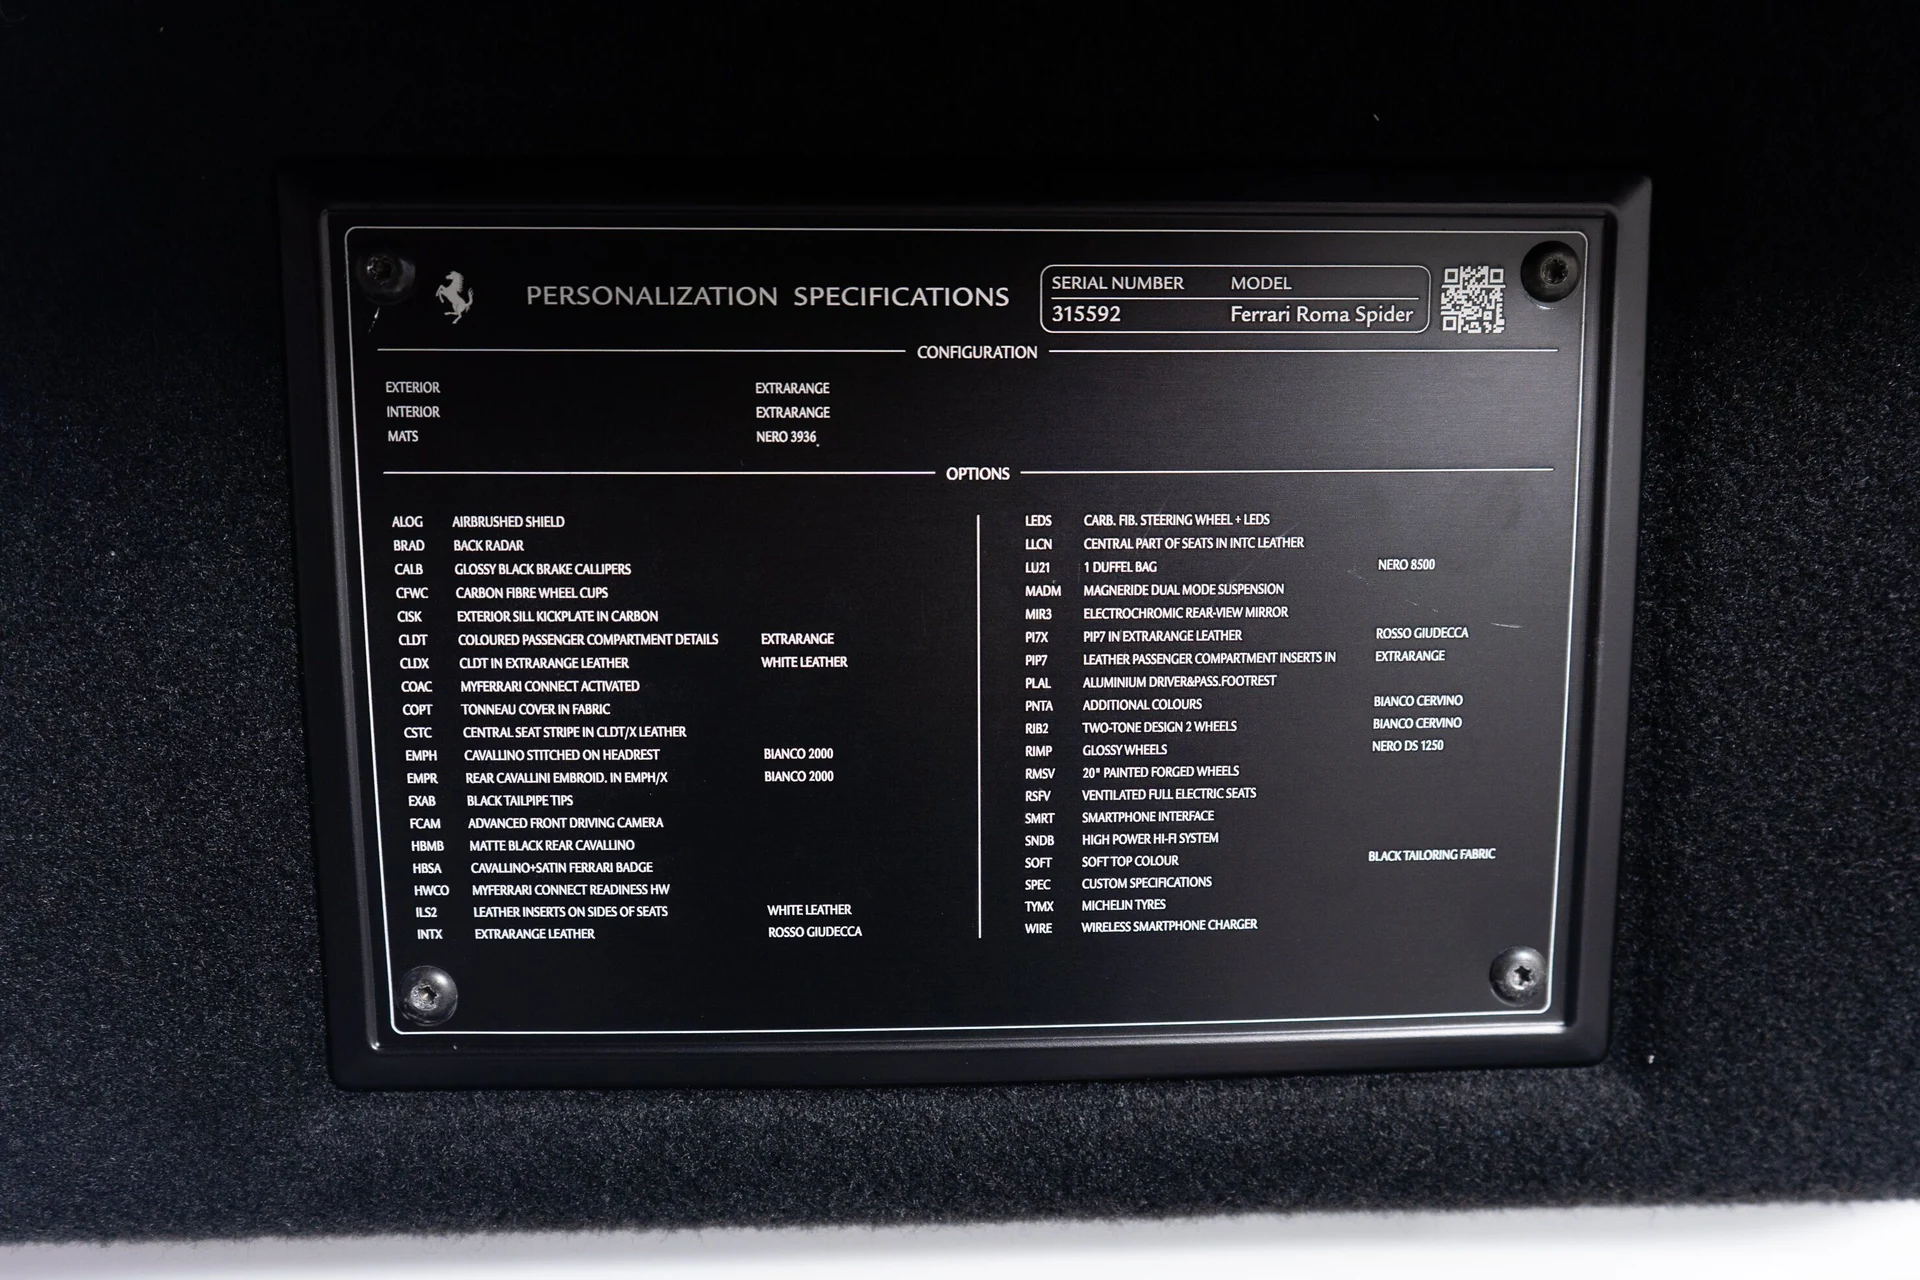 PERSONALIZATION SPECIFICATIONS
SERIAL NUMBER MODEL
315592 Ferrari Roma Spider
CONFIGURATION
EXTERIOR EXTRARANGE
INTERIOR EXTRARANGE
MATS NERO 3936
OPTIONS
ALOG AIRBRUSHED SHIELD
BRAD BACK RADAR
CALB GLOSSY BLACK BRAKE CALLIPERS
CFWC CARBON FIBRE WHEEL CUPS
CISK EXTERIOR SILL KICKPLATE IN CARBON
CLDT COLOURED PASSENGER COMPARTMENT DETAILS EXTRARANGE
CLDX CLDT IN EXTRARANGE LEATHER WHITE LEATHER
COAC MYFERRARI CONNECT ACTIVATED
COPT TONNEAU COVER IN FABRIC
CSTC CENTRAL SEAT STRIPE IN CLDT/X LEATHER
EMPH CAVALLINO STITCHED ON HEADREST BIANCO 2000
EMPR REAR CAVALLINI EMBROID. IN EMPH/X BIANCO 2000
EXAB BLACK TAILPIPE TIPS
FCAM ADVANCED FRONT DRIVING CAMERA
HBMB MATTE BLACK REAR CAVALLINO
HBSA CAVALLINO+SATIN FERRARI BADGE
HWCO MYFERRARI CONNECT READINESS HW
ILS2 LEATHER INSERTS ON SIDES OF SEATS WHITE LEATHER
INTX EXTRARANGE LEATHER ROSSO GIUDECCA
LEDS CARB. FIB. STEERING WHEEL + LEDS
LLCN CENTRAL PART OF SEATS IN INTC LEATHER
LU21 1 DUFFEL BAG NERO 8500
MADM MAGNERIDE DUAL MODE SUSPENSION
MIR3 ELECTROCHROMIC REAR-VIEW MIRROR
PI7X PIP7 IN EXTRARANGE LEATHER ROSSO GIUDECCA
PIP7 LEATHER PASSENGER COMPARTMENT INSERTS IN EXTRARANGE
PLAL ALUMINIUM DRIVER&PASS.FOOTREST
PNTA ADDITIONAL COLOURS BIANCO CERVINO
RIB2 TWO-TONE DESIGN 2 WHEELS BIANCO CERVINO
RIMP GLOSSY WHEELS NERO DS 1250
RMSV 20" PAINTED FORGED WHEELS
RSFV VENTILATED FULL ELECTRIC SEATS
SMRT SMARTPHONE INTERFACE
SNDB HIGH POWER HI-FI SYSTEM
SOFT SOFT TOP COLOUR BLACK TAILORING FABRIC
SPEC CUSTOM SPECIFICATIONS
TYMX MICHELIN TYRES
WIRE WIRELESS SMARTPHONE CHARGER